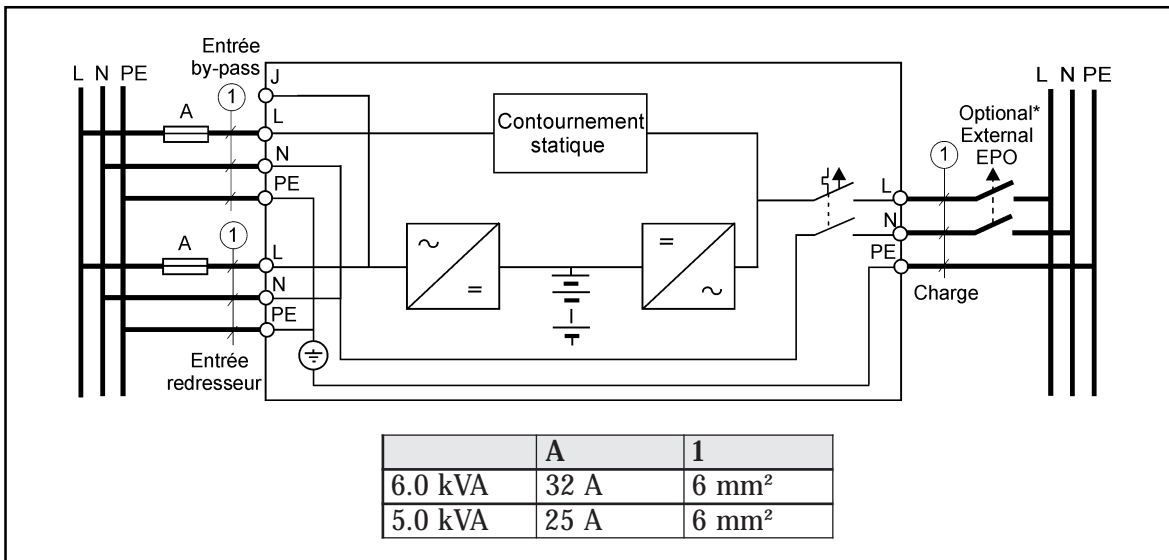 Entrée
by-pass
L N PE
J
A
1
L
N
PE
Contournement
statique
L N PE
Optional*
External
EPO
1
L
N
PE
Charge
A
1
L
N
PE
Entrée
redresseur
~
=
=
~
A 1
6.0 kVA 32 A 6 mm²
5.0 kVA 25 A 6 mm²